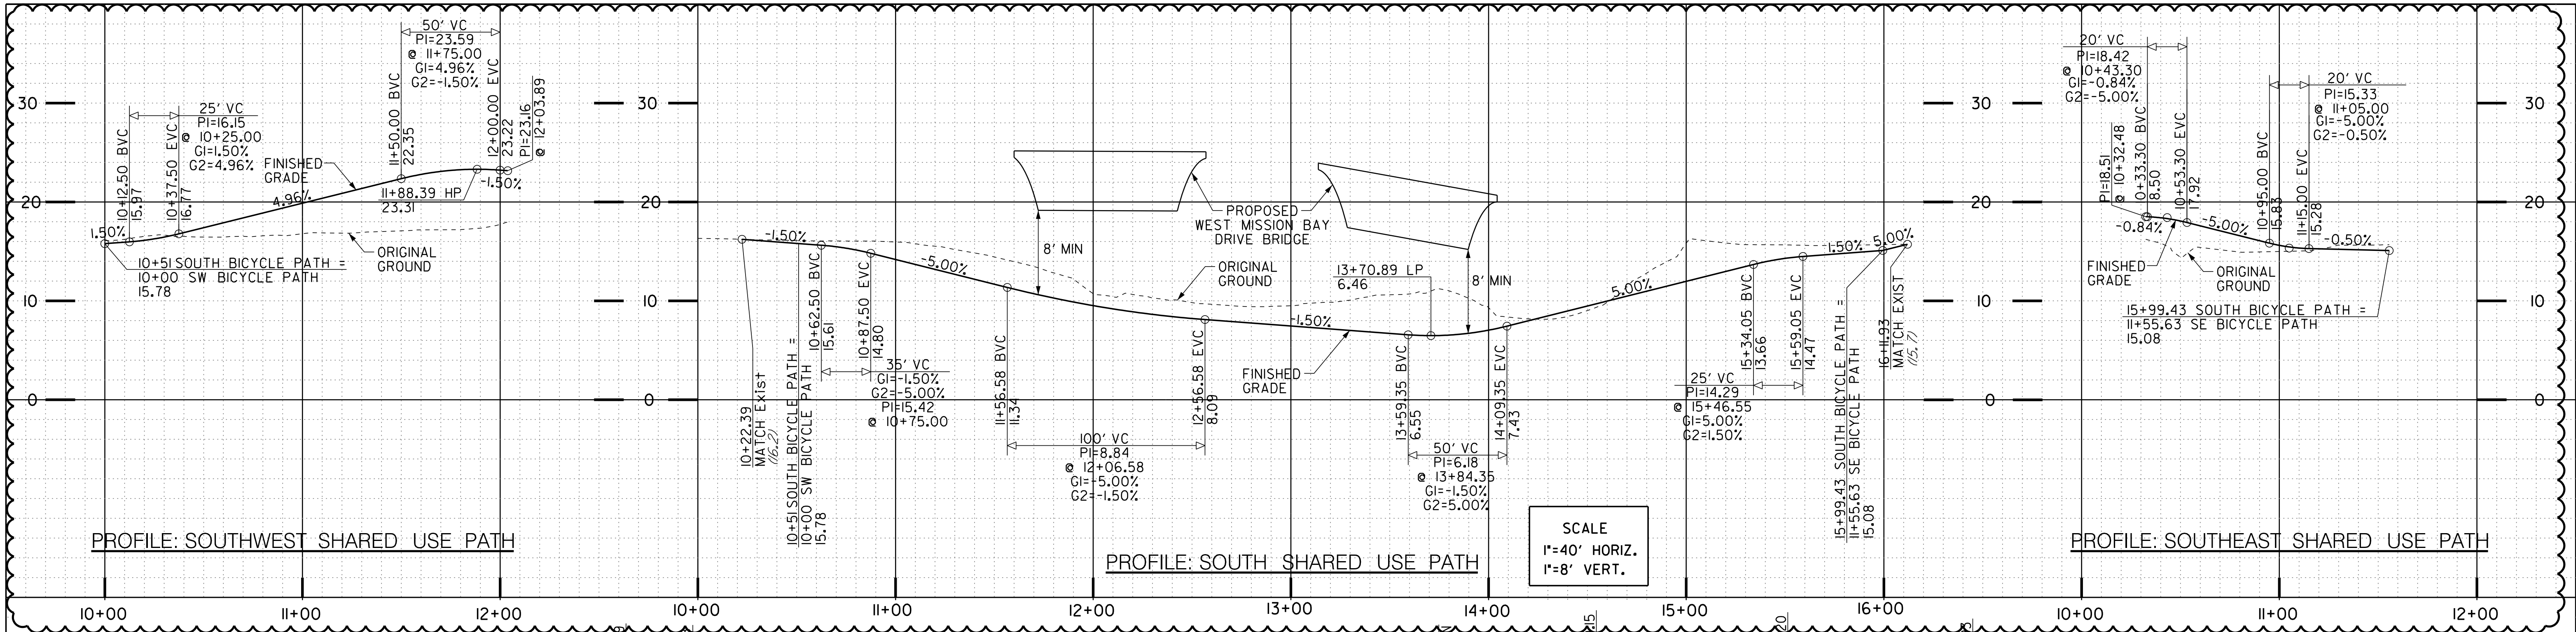 50' VC
PI=23.59
@ 11+75.00
G1=4.96%
G2=-1.50%
11+50.00 BVC
22.35
12+00.00 EVC
23.22
PI=23.16
@ 12+03.89
30
25' VC
PI=16.15
@ 10+25.00
G1=1.50%
G2=4.96%
10+12.50 BVC
15.97
10+37.50 EVC
16.77
FINISHED
GRADE
4.96%
11+88.39 HP
23.31
-1.50%
20
1.50%
10+51 SOUTH BICYCLE PATH =
10+00 SW BICYCLE PATH
15.78
ORIGINAL
GROUND
10
0
PROFILE: SOUTHWEST SHARED USE PATH
10+00
11+00
12+00
30
20
10
0
-1.50%
10+22.39
MATCH Exist
(16.2)
10+51 SOUTH BICYCLE PATH =
10+00 SW BICYCLE PATH
15.78
10+62.50 BVC
15.61
10+87.50 EVC
14.80
35' VC
G1=-1.50%
G2=-5.00%
PI=15.42
@ 10+75.00
-5.00%
8' MIN
PROPOSED
WEST MISSION BAY
DRIVE BRIDGE
ORIGINAL
GROUND
13+70.89 LP
6.46
8' MIN
11+56.58 BVC
11.34
12+56.58 EVC
8.09
100' VC
PI=8.84
@ 12+06.58
G1=-5.00%
G2=-1.50%
-1.50%
FINISHED
GRADE
13+59.35 BVC
6.55
14+09.35 EVC
7.43
50' VC
PI=6.18
@ 13+84.35
G1=-1.50%
G2=5.00%
5.00%
15+34.05 BVC
13.66
15+59.05 EVC
14.47
25' VC
PI=14.29
@ 15+46.55
G1=5.00%
G2=1.50%
1.50%
5.00%
15+99.43 SOUTH BICYCLE PATH =
11+55.63 SE BICYCLE PATH
15.08
16+11.93
MATCH EXIST
(15.7)
SCALE
1"=40' HORIZ.
1"=8' VERT.
PROFILE: SOUTH SHARED USE PATH
10+00
11+00
12+00
13+00
14+00
15+00
16+00
30
20
10
0
30
20
10
0
20' VC
PI=18.42
@ 10+43.30
G1=-0.84%
G2=-5.00%
PI=18.51
@ 10+32.48
0+33.30 BVC
8.50
10+53.30 EVC
17.92
-0.84%
-5.00%
20' VC
PI=15.33
@ 11+05.00
G1=-5.00%
G2=-0.50%
10+95.00 BVC
15.83
11+15.00 EVC
15.28
-0.50%
FINISHED
GRADE
ORIGINAL
GROUND
15+99.43 SOUTH BICYCLE PATH =
11+55.63 SE BICYCLE PATH
15.08
30
20
10
0
PROFILE: SOUTHEAST SHARED USE PATH
10+00
11+00
12+00